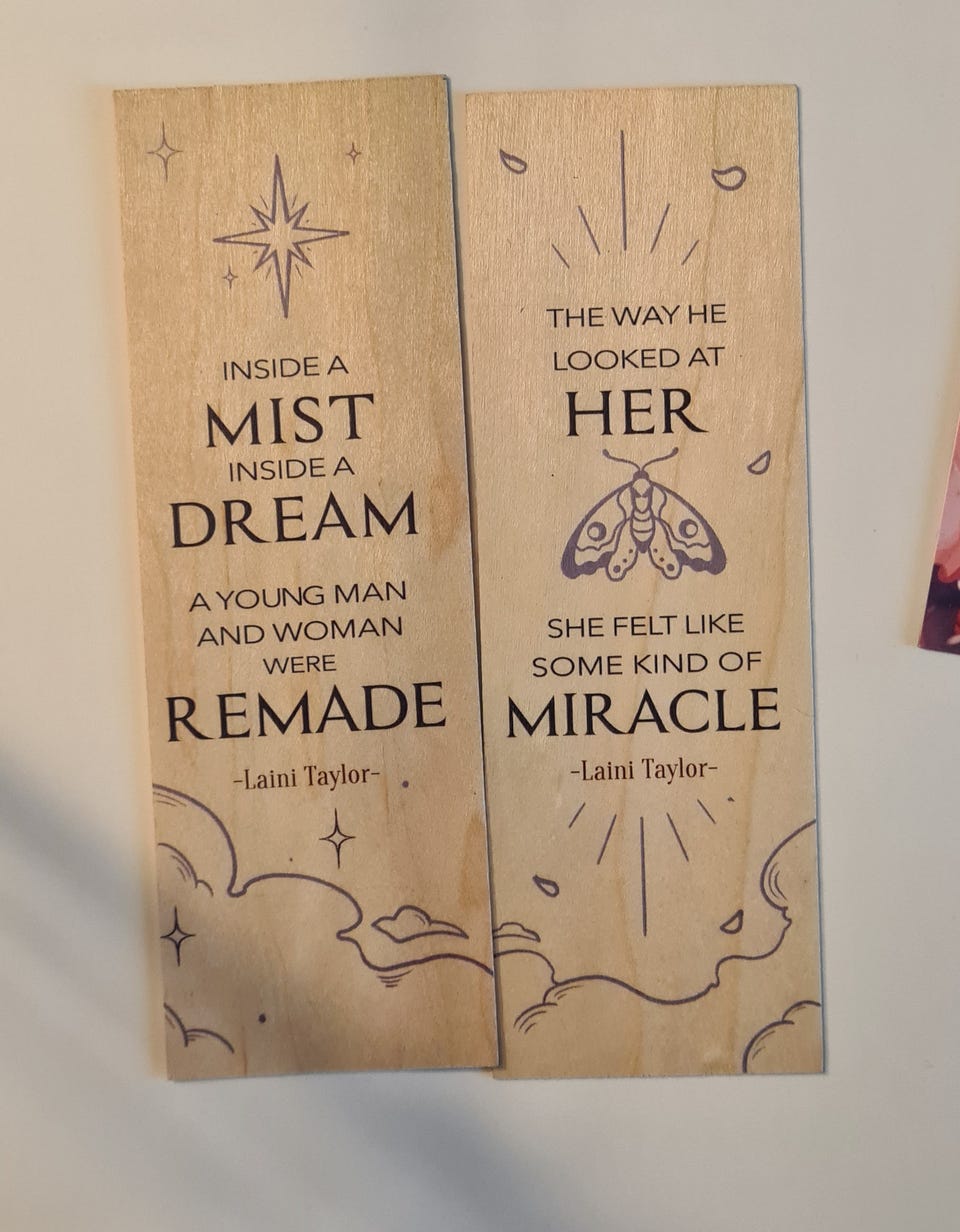 INSIDE A
MIST
INSIDE A
DREAM
A YOUNG MAN
AND WOMAN
WERE
REMADE
-Laini Taylor-
THE WAY HE
LOOKED AT
HER
SHE FELT LIKE
SOME KIND OF
MIRACLE
-Laini Taylor-